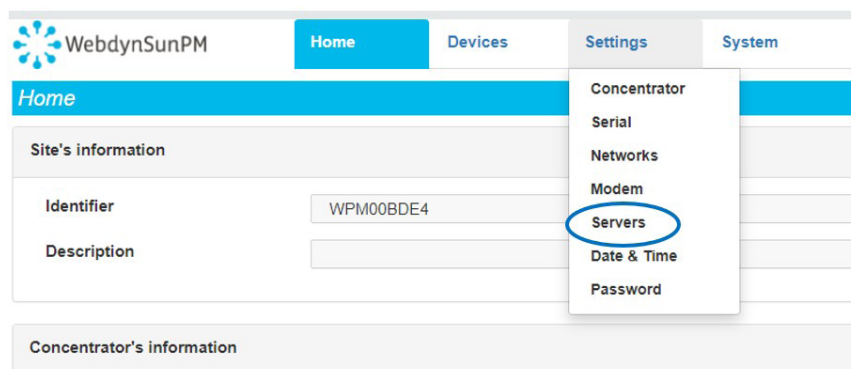 WebdynSunPM
Home Devices Settings System
Home
Concentrator
Serial
Networks
Modem
Servers
Date & Time
Password
Site's information
Identifier WPM00BDE4
Description
Concentrator's information